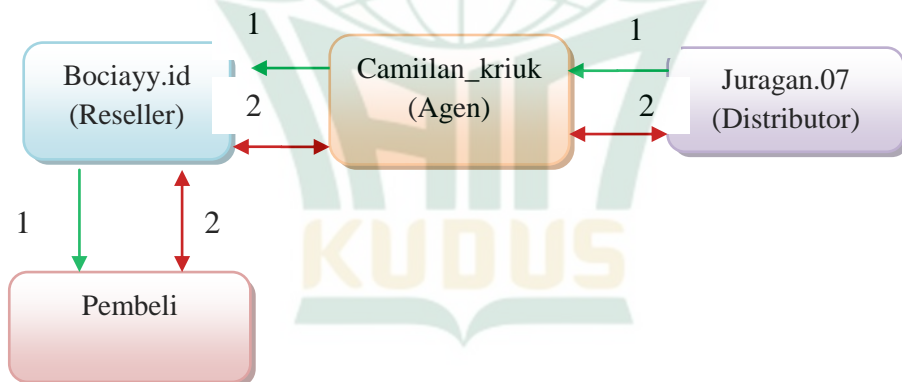 1
1
Bociayy.id
(Reseller)
Camiilan_kriuk
(Agen)
Juragan.07
(Distributor)
2
2
1
2
KUDUS
Pembeli